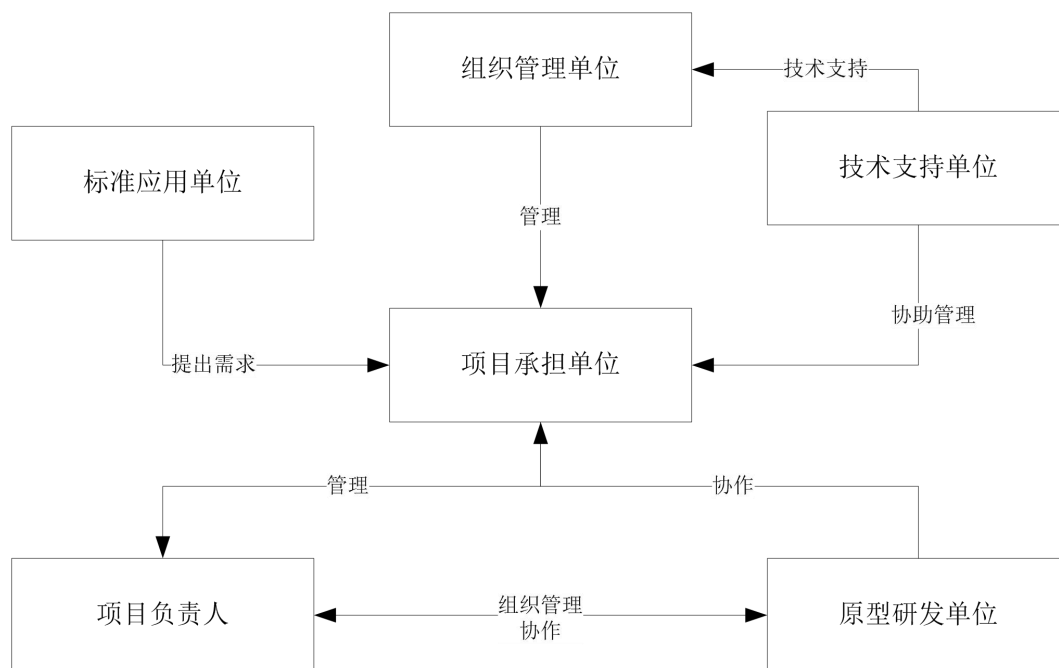 组织管理单位
技术支持
标准应用单位
技术支持单位
管理
协助管理
提出需求
项目承担单位
管理
协作
项目负责人
组织管理
协作
原型研发单位